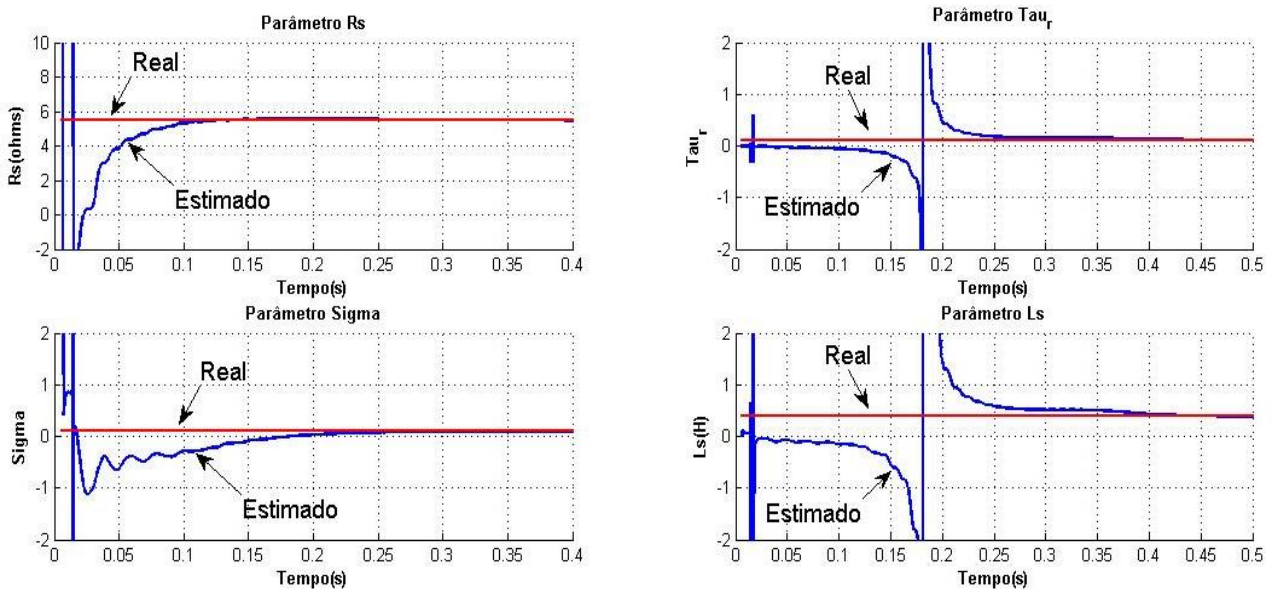 Parâmetro Rs
10
8
6
4
2
0
-2
Rs(ohms)
Real
Estimado
0 0.05 0.1 0.15 0.2 0.25 0.3 0.35 0.4
Tempo(s)
Parâmetro Tau_r
2
1
0
-1
-2
Tau_r
Real
Estimado
0 0.05 0.1 0.15 0.2 0.25 0.3 0.35 0.4 0.45 0.5
Tempo(s)
Parâmetro Sigma
2
1
0
-1
-2
Sigma
Real
Estimado
0 0.05 0.1 0.15 0.2 0.25 0.3 0.35 0.4
Tempo(s)
Parâmetro Ls
2
1
0
-1
-2
Ls(H)
Real
Estimado
0 0.05 0.1 0.15 0.2 0.25 0.3 0.35 0.4 0.45 0.5
Tempo(s)